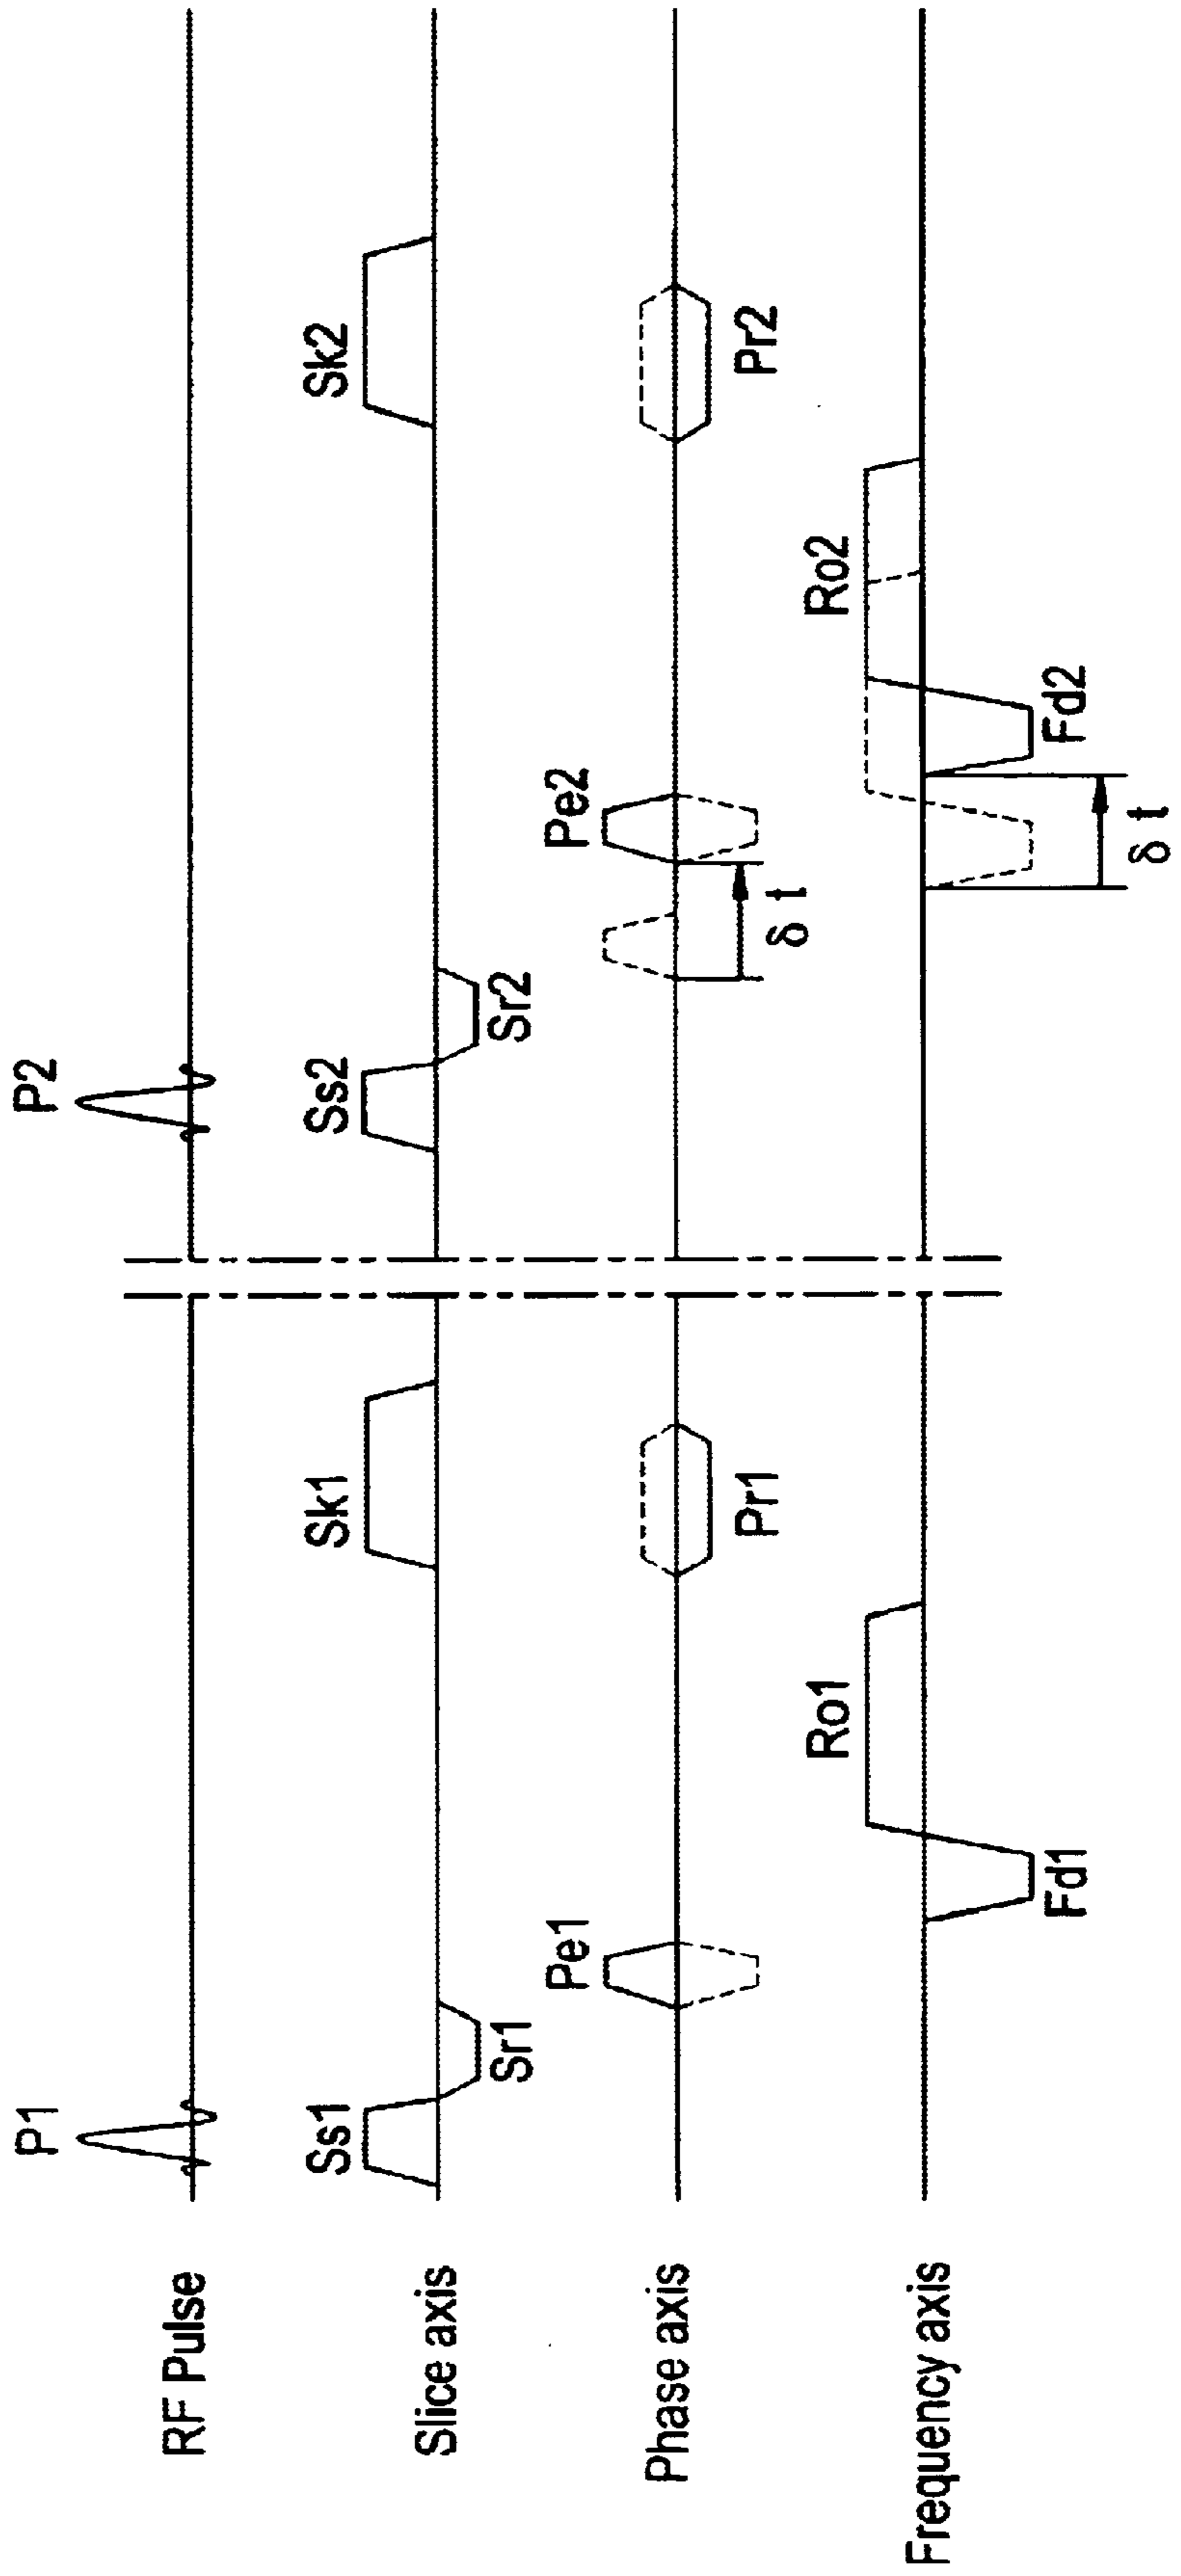 RF Pulse
P1
P2
Slice axis
Ss1
Sr1
Sk1
Ss2
Sr2
Sk2
Phase axis
Pe1
Pr1
δ t
Pe2
Pr2
Frequency axis
Fd1
Ro1
δ t
Fd2
Ro2